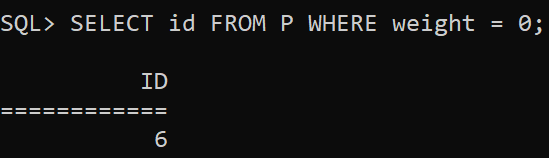 SQL> SELECT id FROM P WHERE weight = 0;
ID
============
6